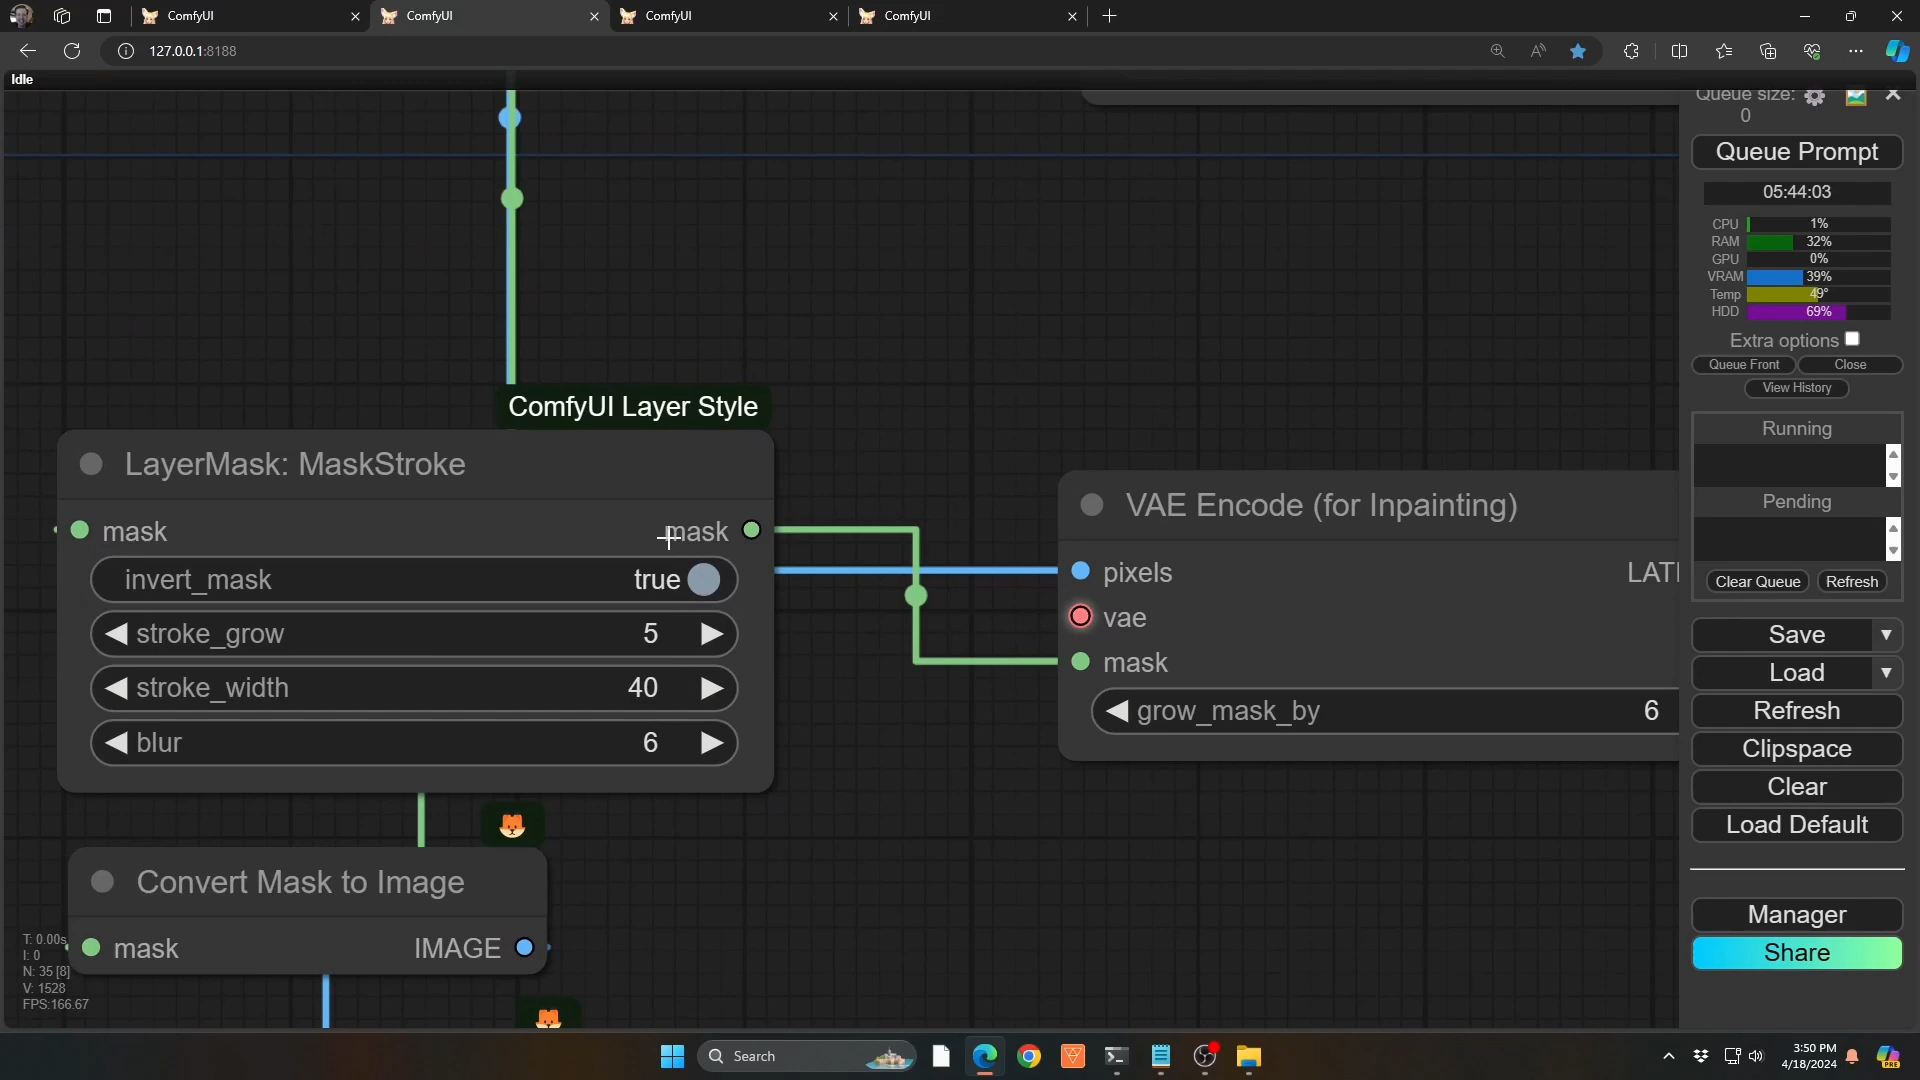 ComfyUI
ComfyUI
ComfyUI
ComfyUI
127.0.0.1:8188
Idle
Queue size:
0
Queue Prompt
05:44:03
CPU 1%
RAM 32%
GPU 0%
VRAM 39%
Temp 49°
HDD 69%
Extra options
Queue Front Close
View History
Running
Pending
Clear Queue Refresh
Save
Load
Refresh
Clipspace
Clear
Load Default
Manager
Share
ComfyUI Layer Style
LayerMask: MaskStroke
mask mask
invert_mask true
stroke_grow 5
stroke_width 40
blur 6
VAE Encode (for Inpainting)
pixels
vae
mask
grow_mask_by 6
Convert Mask to Image
mask IMAGE
T: 0.00s
I: 0
N: 35 [8]
V: 1528
FPS:166.67
Search
3:50 PM
4/18/2024
PRE